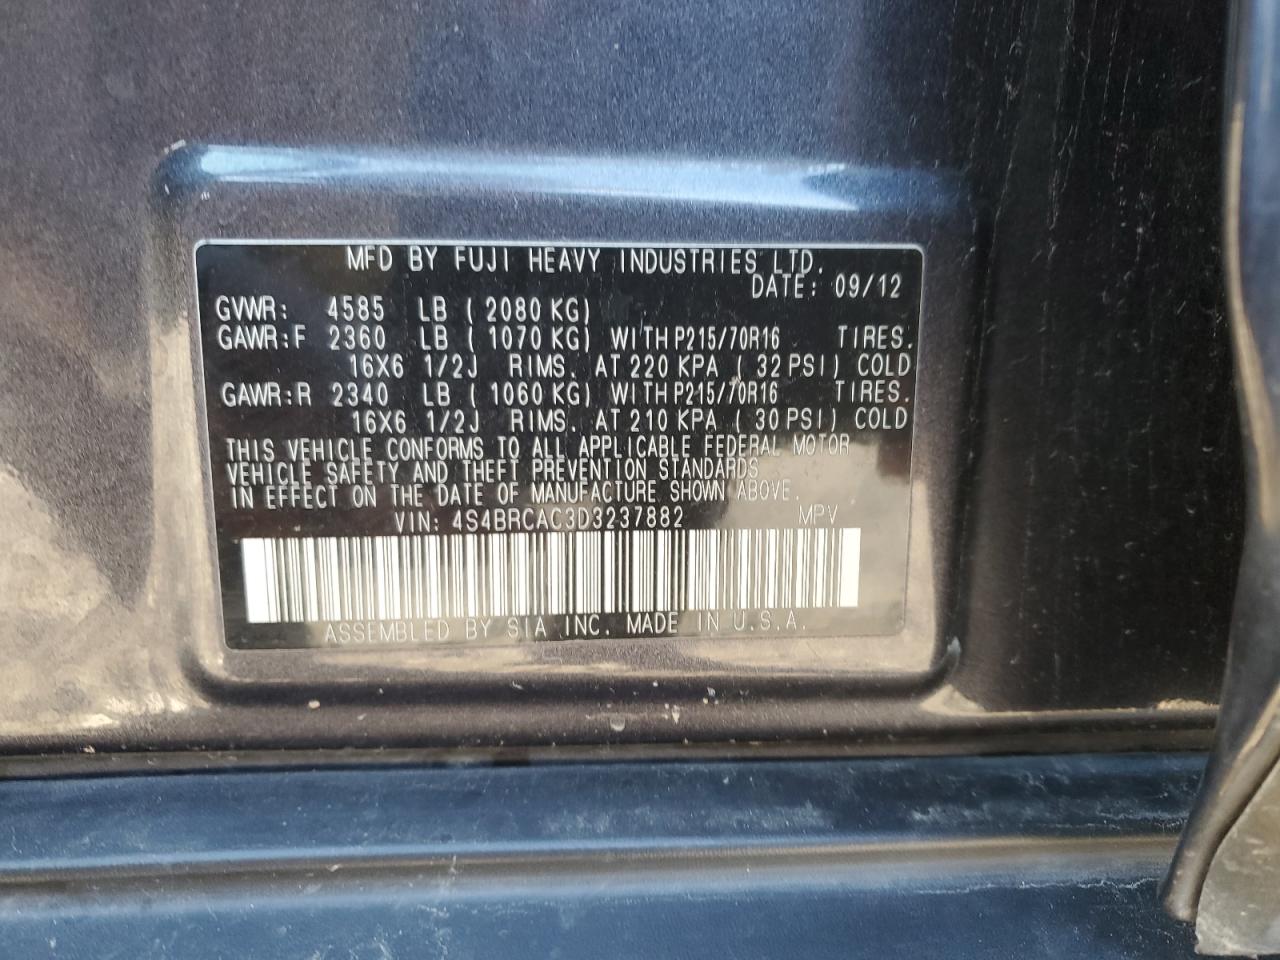 MFD BY FUJI HEAVY INDUSTRIES LTD.
DATE: 09/12
GVWR: 4585 LB ( 2080 KG)
GAWR:F 2360 LB ( 1070 KG) WITH P215/70R16 TIRES.
16X6 1/2J RIMS. AT 220 KPA ( 32 PSI) COLD
GAWR:R 2340 LB ( 1060 KG) WITH P215/70R16 TIRES.
16X6 1/2J RIMS. AT 210 KPA ( 30 PSI) COLD
THIS VEHICLE CONFORMS TO ALL APPLICABLE FEDERAL MOTOR
VEHICLE SAFETY AND THEFT PREVENTION STANDARDS
IN EFFECT ON THE DATE OF MANUFACTURE SHOWN ABOVE.
VIN: 4S4BRCAC3D3237882 MPV
ASSEMBLED BY SIA INC. MADE IN U.S.A.